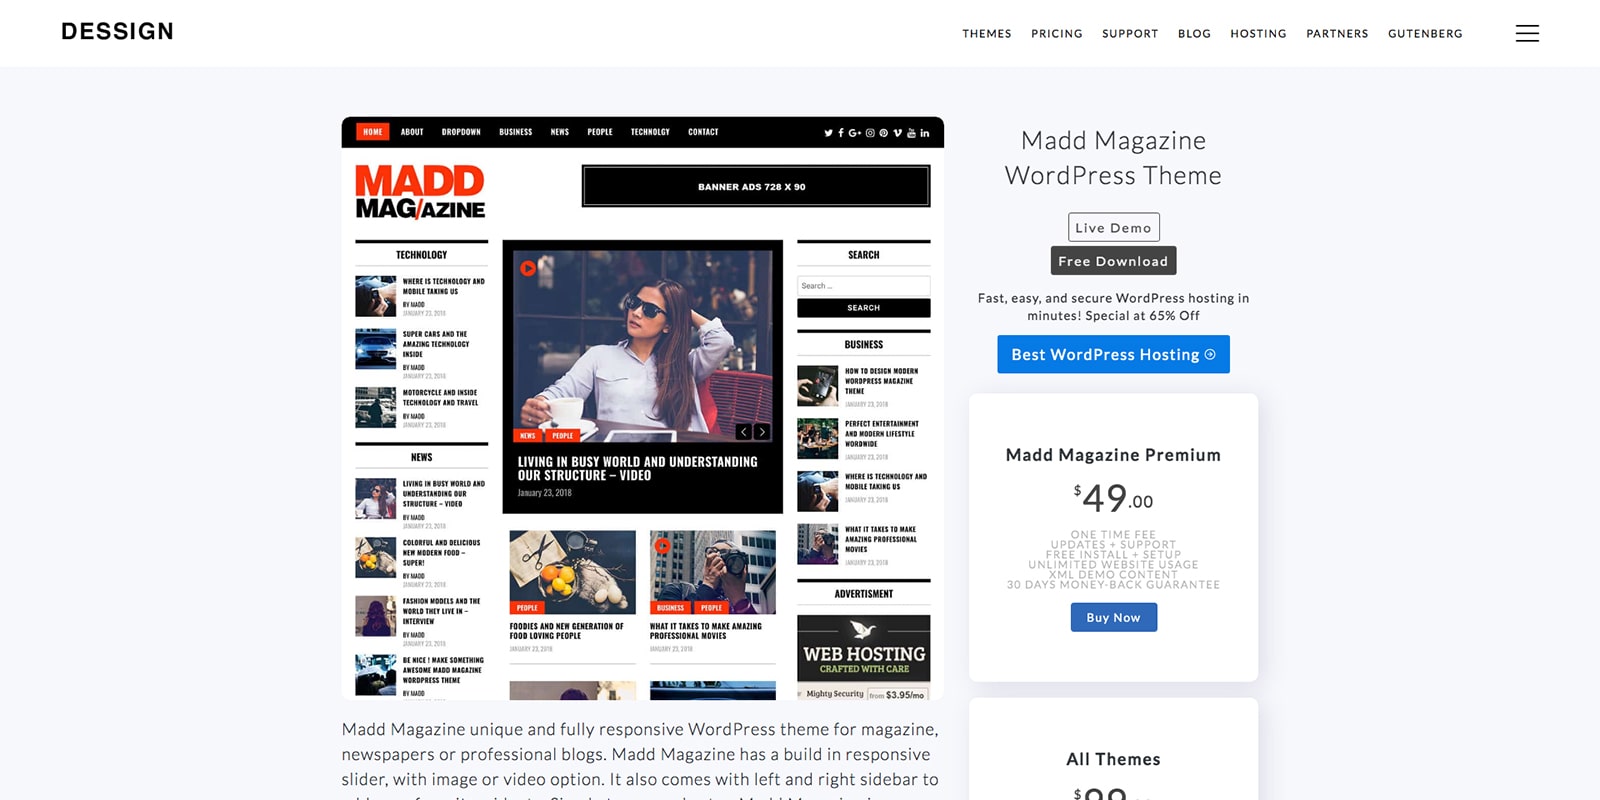 DESSIGN
THEMES PRICING SUPPORT BLOG HOSTING PARTNERS GUTENBERG
HOME ABOUT DROPDOWN BUSINESS NEWS PEOPLE TECHNOLGY CONTACT
MADD
MAG/AZINE
BANNER ADS 728 X 90
TECHNOLOGY
WHERE IS TECHNOLOGY AND
MOBILE TAKING US
BY MADD
JANUARY 23, 2018
SUPER CARS AND THE
AMAZING TECHNOLOGY
INSIDE
BY MADD
JANUARY 23, 2018
MOTORCYCLE AND INSIDE
TECHNOLOGY AND TRAVEL
BY MADD
JANUARY 23, 2018
NEWS
LIVING IN BUSY WORLD AND
UNDERSTANDING OUR
STRUCTURE – VIDEO
BY MADD
JANUARY 23, 2018
COLORFUL AND DELICIOUS
NEW MODERN FOOD –
SUPER!
BY MADD
JANUARY 23, 2018
FASHION MODELS AND THE
WORLD THEY LIVE IN –
INTERVIEW
BY MADD
JANUARY 23, 2018
BE NICE ! MAKE SOMETHING
AWESOME MADD MAGAZINE
WORDPRESS THEME
BY MADD
NEWS PEOPLE
LIVING IN BUSY WORLD AND UNDERSTANDING
OUR STRUCTURE – VIDEO
January 23, 2018
PEOPLE
FOODIES AND NEW GENERATION OF
FOOD LOVING PEOPLE
JANUARY 23, 2018
BUSINESS PEOPLE
WHAT IT TAKES TO MAKE AMAZING
PROFESSIONAL MOVIES
JANUARY 23, 2018
SEARCH
Search ...
SEARCH
BUSINESS
HOW TO DESIGN MODERN
WORDPRESS MAGAZINE
THEME
JANUARY 23, 2018
PERFECT ENTERTAINMENT
AND MODERN LIFESTYLE
WORDWIDE
JANUARY 23, 2018
WHERE IS TECHNOLOGY AND
MOBILE TAKING US
JANUARY 23, 2018
WHAT IT TAKES TO MAKE
AMAZING PROFESSIONAL
MOVIES
JANUARY 23, 2018
ADVERTISMENT
WEB HOSTING
CRAFTED WITH CARE
Mighty Security from $3.95/mo
Madd Magazine unique and fully responsive WordPress theme for magazine,
newspapers or professional blogs. Madd Magazine has a build in responsive
slider, with image or video option. It also comes with left and right sidebar to
Madd Magazine
WordPress Theme
Live Demo
Free Download
Fast, easy, and secure WordPress hosting in
minutes! Special at 65% Off
Best WordPress Hosting
Madd Magazine Premium
$49.00
ONE TIME FEE
UPDATES + SUPPORT
FREE INSTALL + SETUP
UNLIMITED WEBSITE USAGE
XML DEMO CONTENT
30 DAYS MONEY-BACK GUARANTEE
Buy Now
All Themes